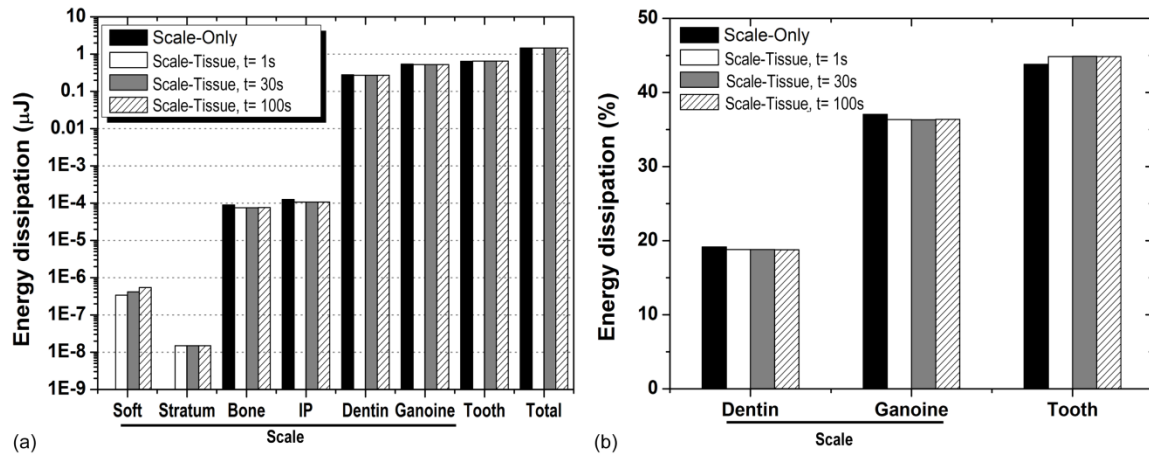 Energy dissipation (μJ)
10
1
0.1
0.01
1E-3
1E-4
1E-5
1E-6
1E-7
1E-8
1E-9
Scale-Only
Scale-Tissue, t= 1s
Scale-Tissue, t= 30s
Scale-Tissue, t= 100s
Soft Stratum Bone IP Dentin Ganoine Tooth Total
Scale
(a)
Energy dissipation (%)
50
40
30
20
10
0
Scale-Only
Scale-Tissue, t= 1s
Scale-Tissue, t= 30s
Scale-Tissue, t= 100s
Dentin Ganoine Tooth
Scale
(b)